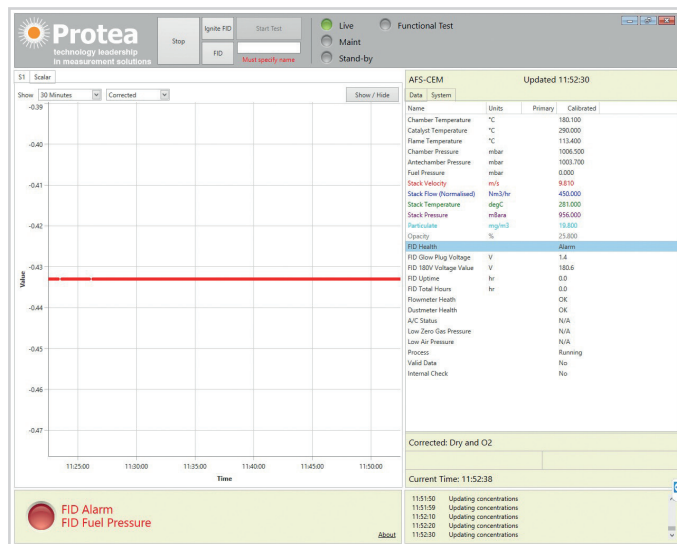 Protea
technology leadership
in measurement solutions
Stop
Ignite FID
FID
Start Test
Must specify name
Live
Maint
Stand-by
Functional Test
S1 Scalar
Show 30 Minutes Corrected Show / Hide
-0.39
-0.40
-0.41
-0.42
-0.43
-0.44
-0.45
-0.46
-0.47
Value
11:25:00 11:30:00 11:35:00 11:40:00 11:45:00 11:50:00
Time
AFS-CEM Updated 11:52:30
Data System
Name Units Primary Calibrated
Chamber Temperature °C 180.100
Catalyst Temperature °C 290.000
Flame Temperature °C 113.400
Chamber Pressure mbar 1006.500
Antechamber Pressure mbar 1003.700
Fuel Pressure mbar 0.000
Stack Velocity m/s 9.810
Stack Flow (Normalised) Nm3/hr 450.000
Stack Temperature degC 281.000
Stack Pressure mBara 956.000
Particulate mg/m3 19.800
Opacity % 25.800
FID Health Alarm
FID Glow Plug Voltage V 1.4
FID 180V Voltage Value V 180.6
FID Uptime hr 0.0
FID Total Hours hr 0.0
Flowmeter Heath OK
Dustmeter Health OK
A/C Status N/A
Low Zero Gas Pressure N/A
Low Air Pressure N/A
Process Running
Valid Data No
Internal Check No
Corrected: Dry and O2
Current Time: 11:52:38
FID Alarm
FID Fuel Pressure
About
11:51:50 Updating concentrations
11:51:59 Updating concentrations
11:52:10 Updating concentrations
11:52:20 Updating concentrations
11:52:30 Updating concentrations